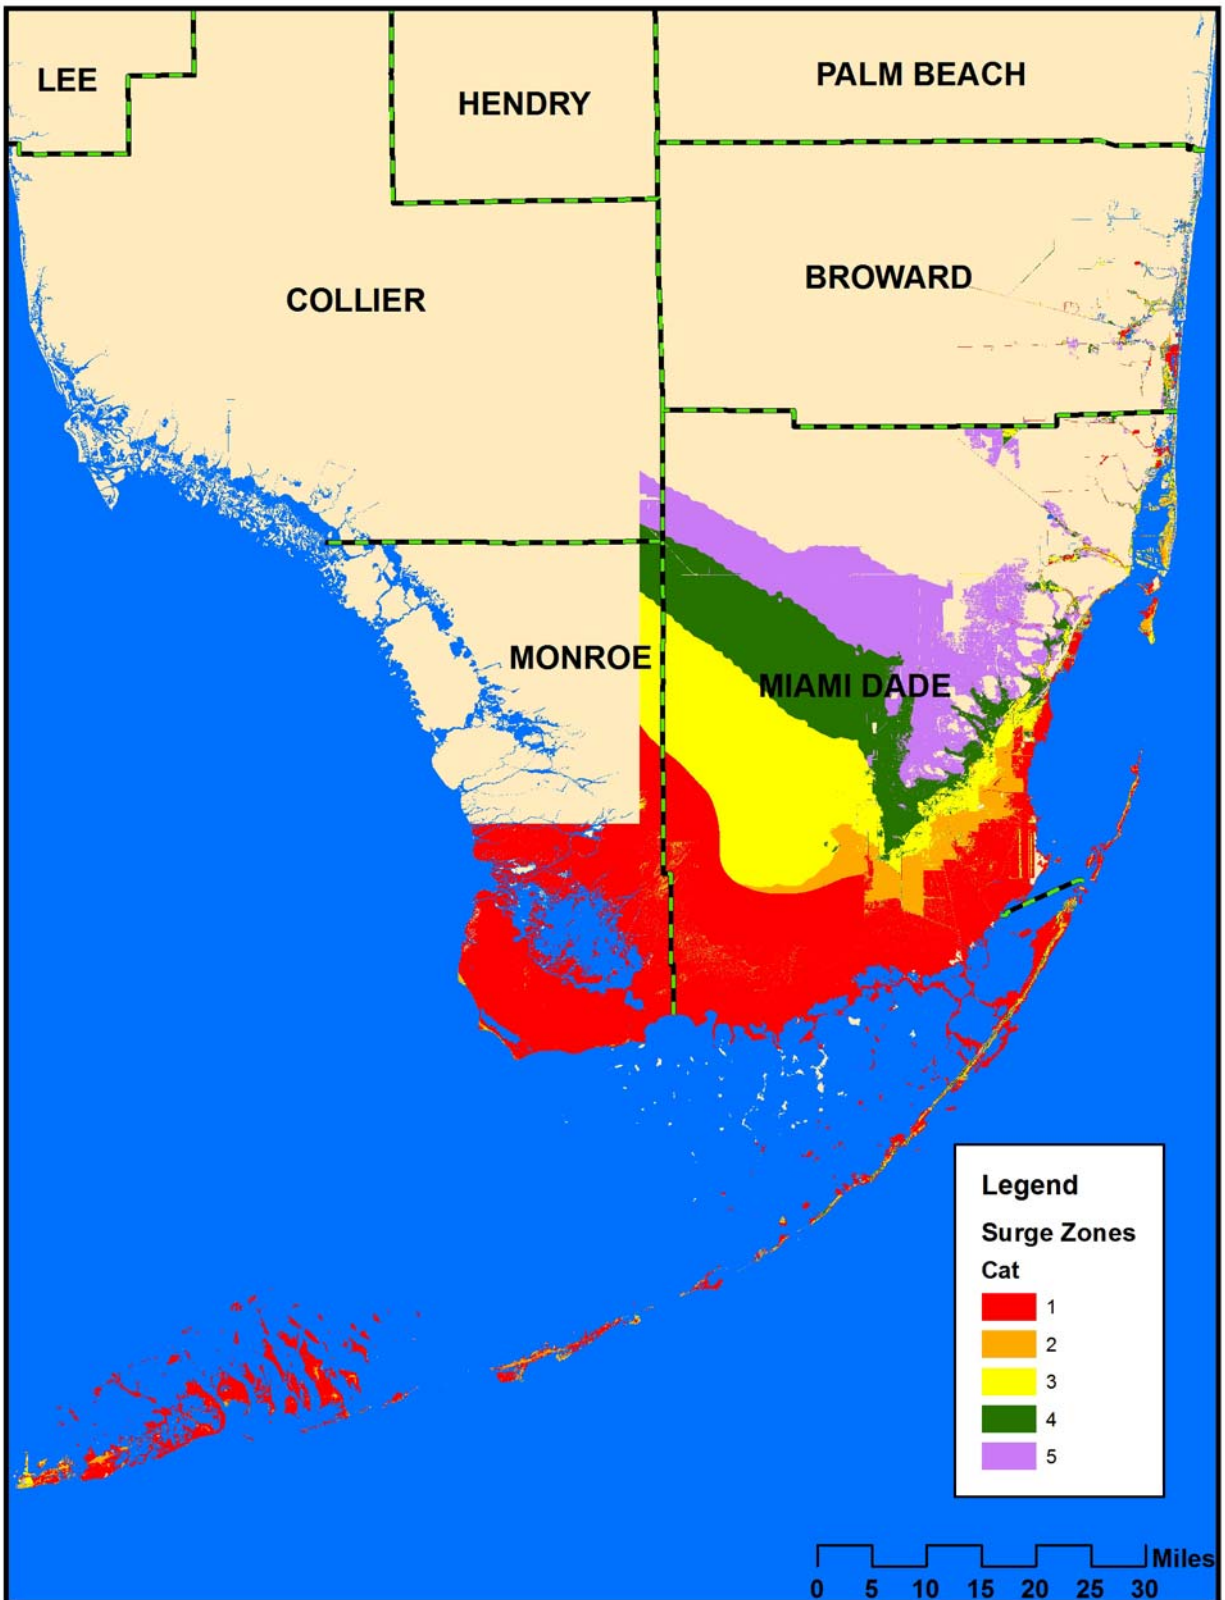 LEE
HENDRY
PALM BEACH
COLLIER
BROWARD
MONROE
MIAMI DADE
Legend
Surge Zones
Cat
1
2
3
4
5
Miles
0 5 10 15 20 25 30